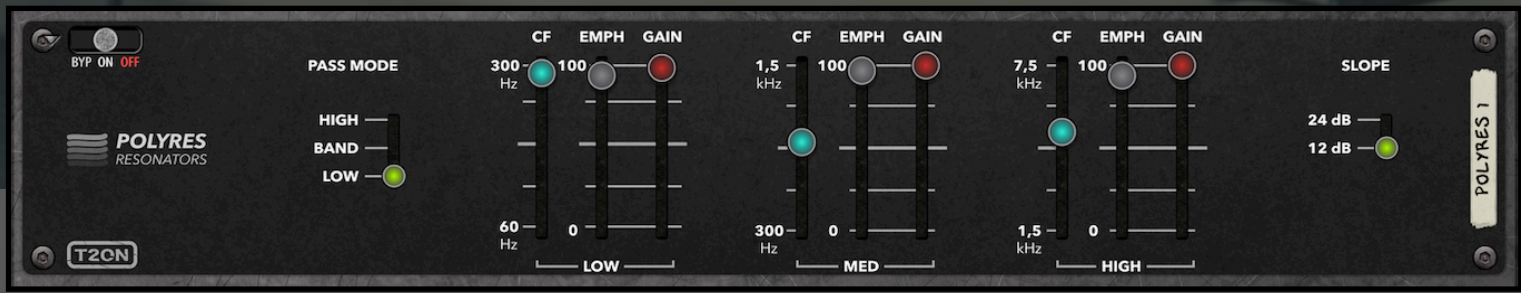 BYP ON OFF
POLYRES
RESONATORS
T2ON
PASS MODE
HIGH
BAND
LOW
CF EMPH GAIN
300 100
Hz
60 0
Hz
LOW
CF EMPH GAIN
1,5 100
kHz
300 0
Hz
MED
CF EMPH GAIN
7,5 100
kHz
1,5 0
kHz
HIGH
SLOPE
24 dB
12 dB
POLYRES 1